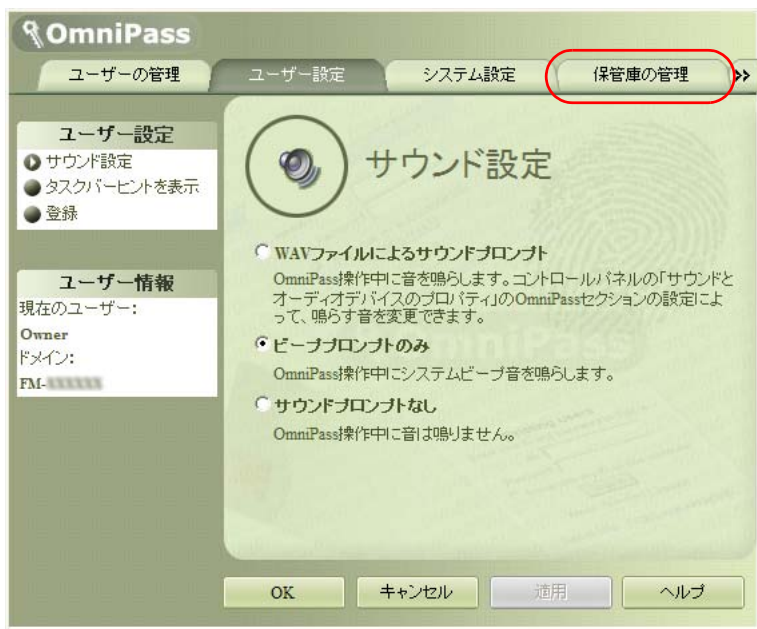 OmniPass
ユーザーの管理 ユーザー設定 システム設定 保管庫の管理 >>
ユーザー設定
サウンド設定
タスクバーヒントを表示
登録
ユーザー情報
現在のユーザー:
Owner
ドメイン:
FM-
サウンド設定
WAVファイルによるサウンドプロンプト
OmniPass操作中に音を鳴らします。コントロールパネルの「サウンドと
オーディオデバイスのプロパティ」のOmniPassセクションの設定によ
って、鳴らす音を変更できます。
ビーププロンプトのみ
OmniPass操作中にシステムビープ音を鳴らします。
サウンドプロンプトなし
OmniPass操作中に音は鳴りません。
OK キャンセル 適用 ヘルプ